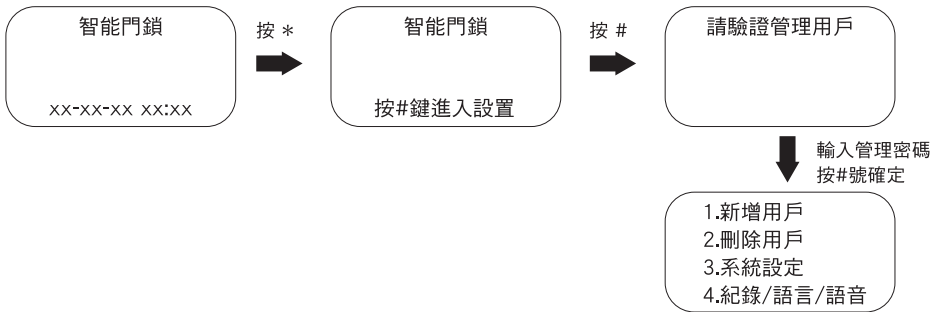 智能門鎖
xx-xx-xx xx:xx
按 *
智能門鎖
按#鍵進入設置
按 #
請驗證管理用戶
輸入管理密碼
按#號確定
1.新增用戶
2.刪除用戶
3.系統設定
4.紀錄/語言/語音